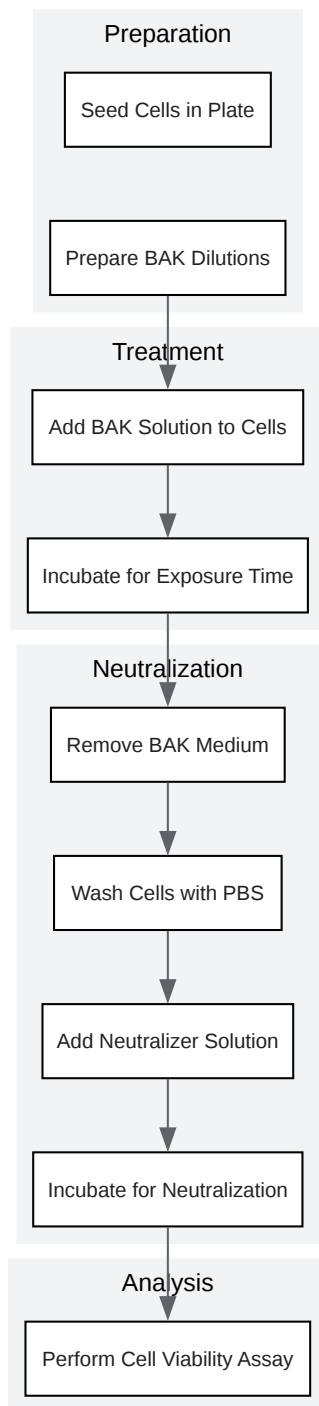 Preparation
Seed Cells in Plate
Prepare BAK Dilutions
Treatment
Add BAK Solution to Cells
Incubate for Exposure Time
Neutralization
Remove BAK Medium
Wash Cells with PBS
Add Neutralizer Solution
Incubate for Neutralization
Analysis
Perform Cell Viability Assay